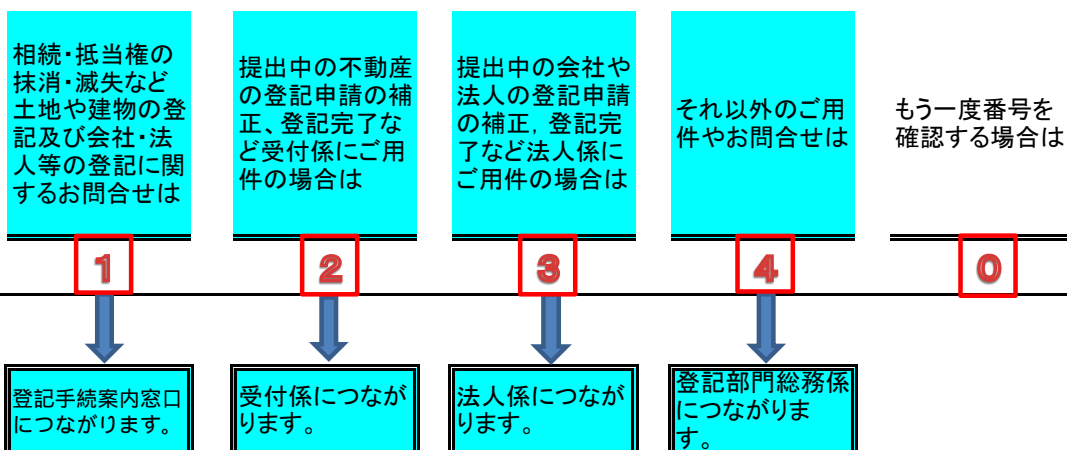 相続・抵当権の
抹消・滅失など
土地や建物の登
記及び会社・法
人等の登記に関
するお問合せは
提出中の不動産
の登記申請の補
正、登記完了な
ど受付係にご用
件の場合は
提出中の会社や
法人の登記申請
の補正，登記完
了など法人係に
ご用件の場合は
それ以外のご用
件やお問合せは
もう一度番号を
確認する場合は
1
2
3
4
0
登記手続案内窓口
につながります。
受付係につなが
ります。
法人係につなが
ります。
登記部門総務係
につながりま
す。